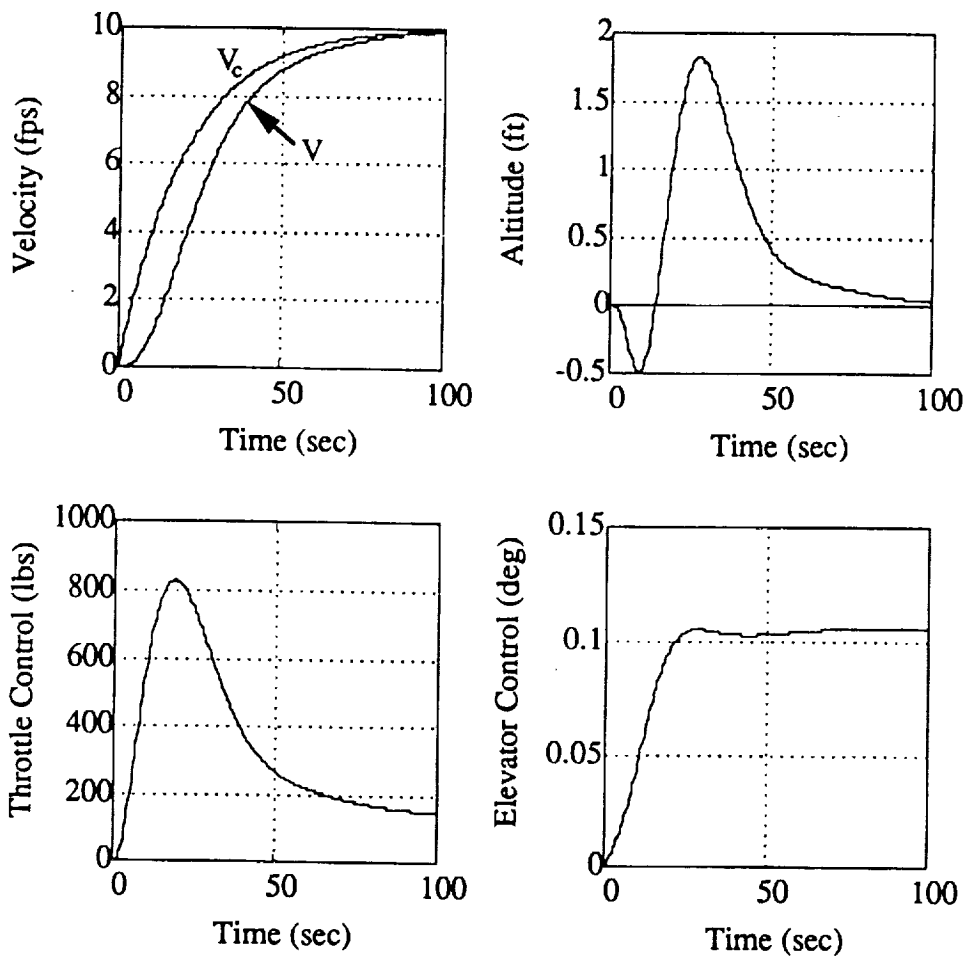 10
8
6
4
2
0
Velocity (fps)
V_c
V
0 50 100
Time (sec)
2
1.5
1
0.5
0
-0.5
Altitude (ft)
0 50 100
Time (sec)
1000
800
600
400
200
0
Throttle Control (lbs)
0 50 100
Time (sec)
0.15
0.1
0.05
0
Elevator Control (deg)
0 50 100
Time (sec)